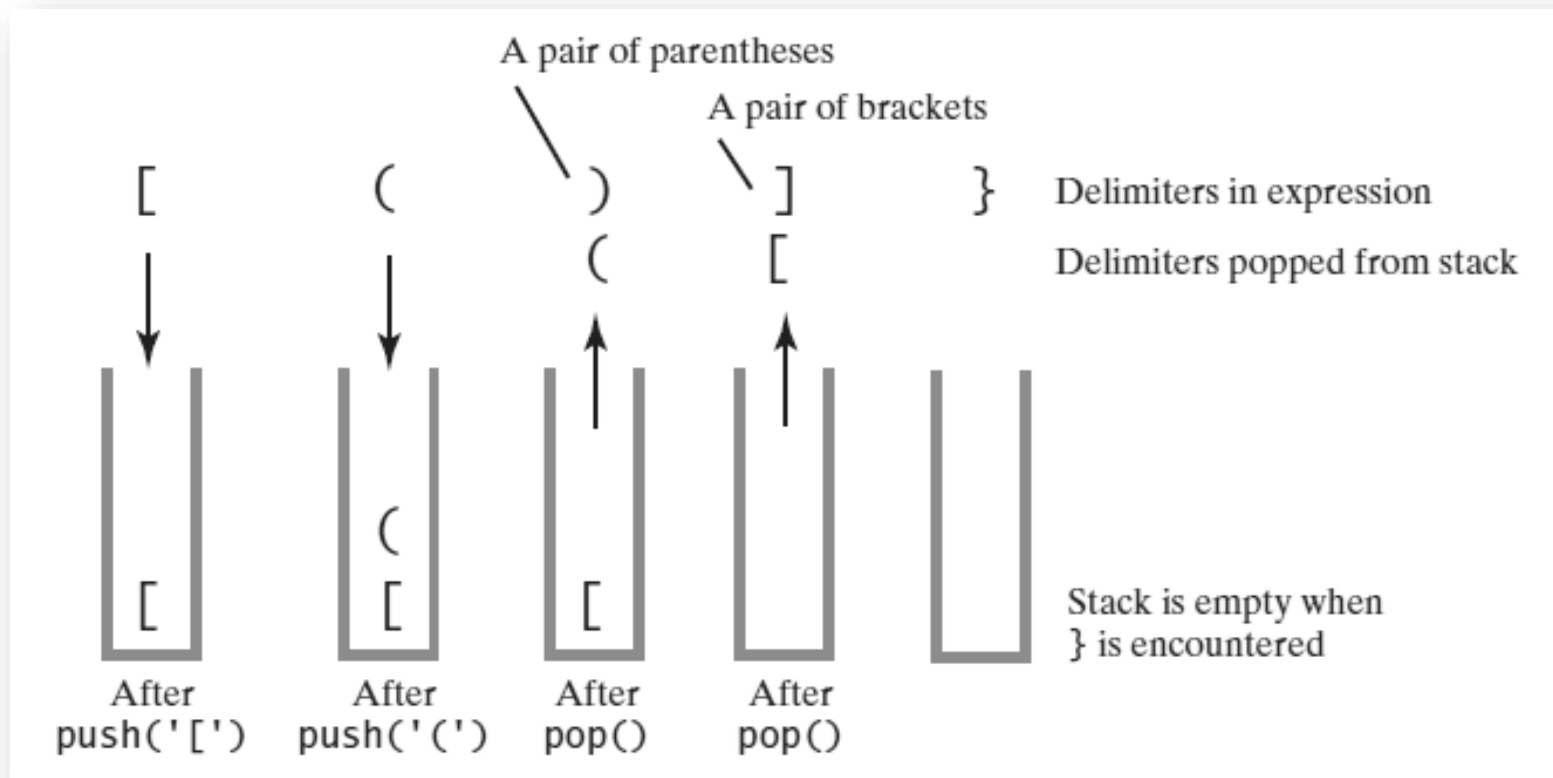 A pair of parentheses
A pair of brackets
[ ( ) ] } Delimiters in expression
( [ Delimiters popped from stack
(
[ [ [ Stack is empty when
} is encountered
After After After After
push('[') push('(') pop() pop()